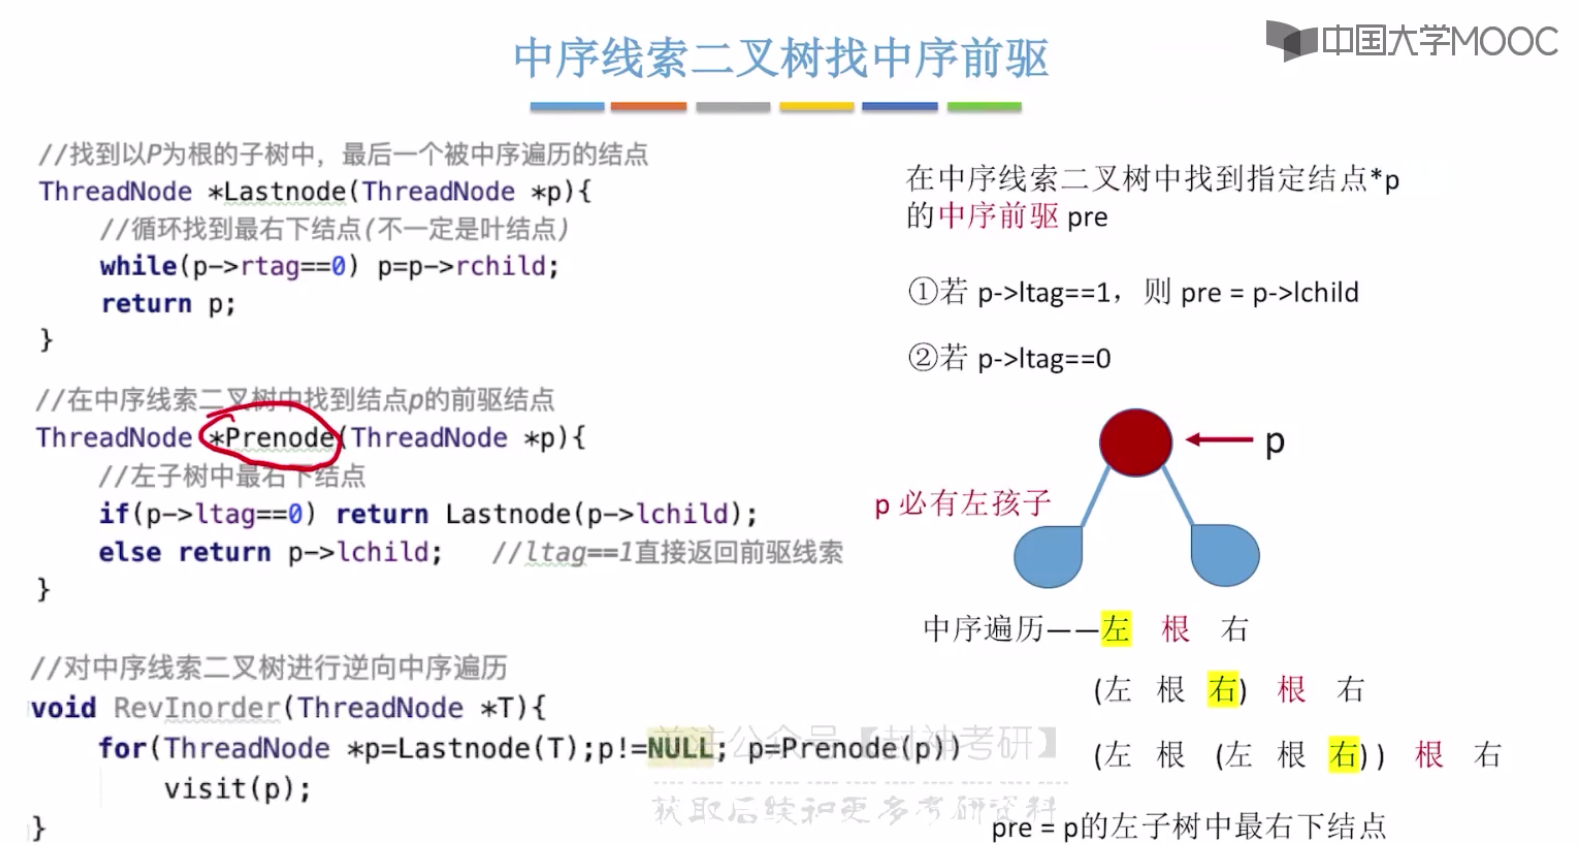 中国大学MOOC
中序线索二叉树找中序前驱
//找到以P为根的子树中，最后一个被中序遍历的结点
ThreadNode *Lastnode(ThreadNode *p){
//循环找到最右下结点(不一定是叶结点)
while(p->rtag==0) p=p->rchild;
return p;
}
//在中序线索二叉树中找到结点p的前驱结点
ThreadNode *Prenode(ThreadNode *p){
//左子树中最右下结点
if(p->ltag==0) return Lastnode(p->lchild);
else return p->lchild; //ltag==1直接返回前驱线索
}
//对中序线索二叉树进行逆向中序遍历
void RevInorder(ThreadNode *T){
for(ThreadNode *p=Lastnode(T);p!=NULL; p=Prenode(p))
visit(p);
}
在中序线索二叉树中找到指定结点*p
的中序前驱 pre
①若 p->ltag==1，则 pre = p->lchild
②若 p->ltag==0
p
p 必有左孩子
中序遍历——左 根 右
(左 根 右) 根 右
(左 根 (左 根 右)) 根 右
pre = p的左子树中最右下结点
关注公众号【封神考研】
获取后续和更多考研资料